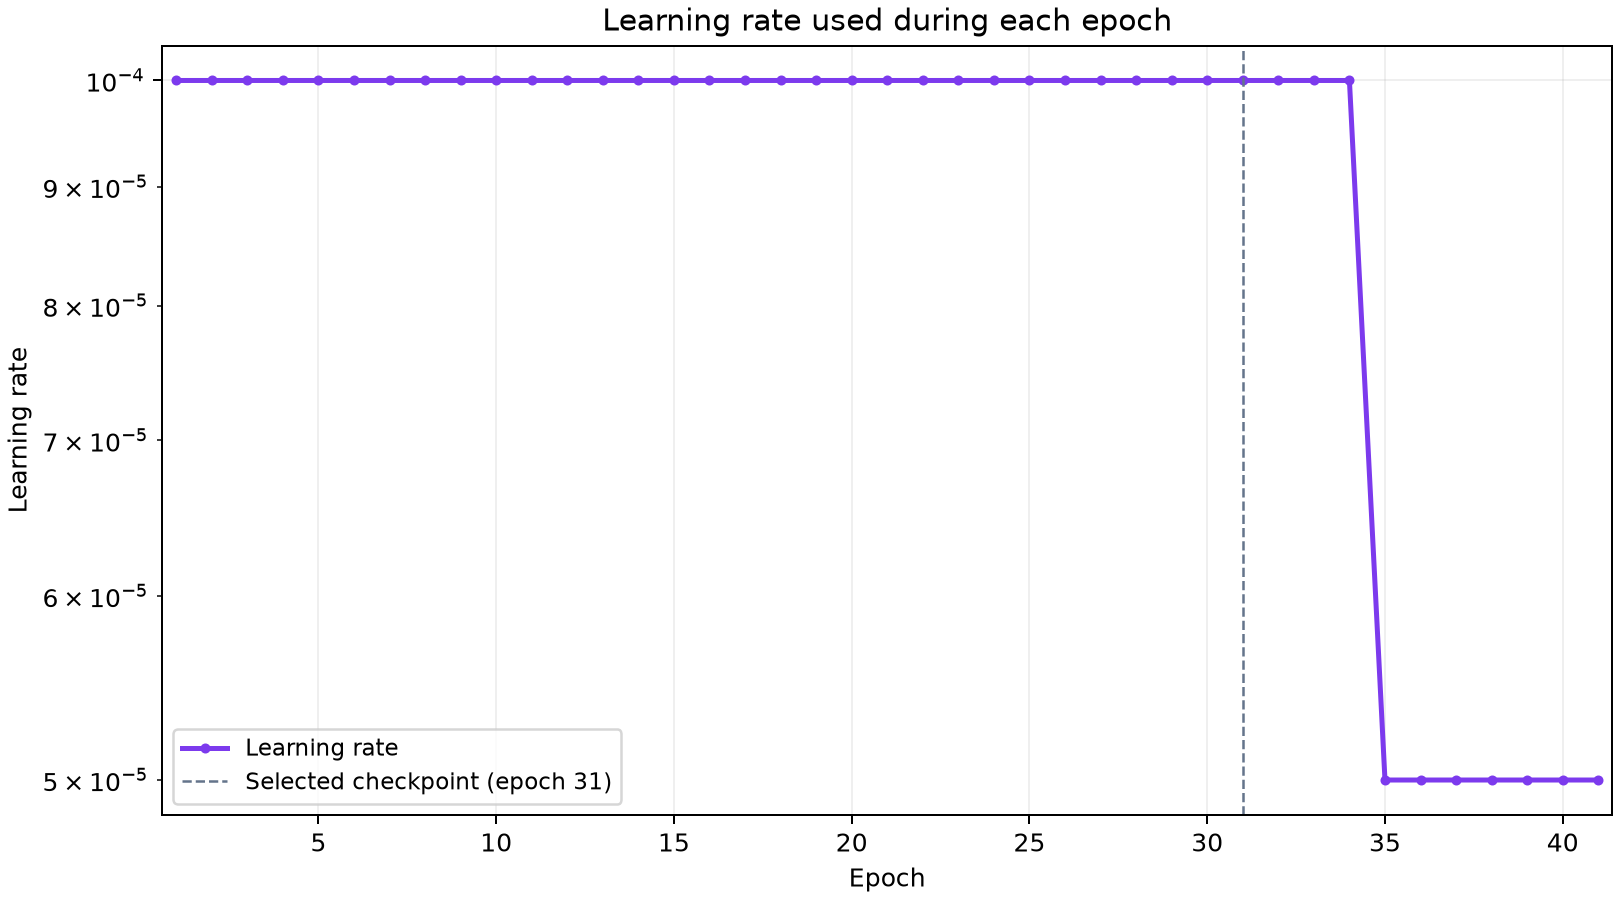 Learning rate used during each epoch
10⁻⁴
9 × 10⁻⁵
8 × 10⁻⁵
7 × 10⁻⁵
6 × 10⁻⁵
5 × 10⁻⁵
Learning rate
Learning rate
Selected checkpoint (epoch 31)
5 10 15 20 25 30 35 40
Epoch